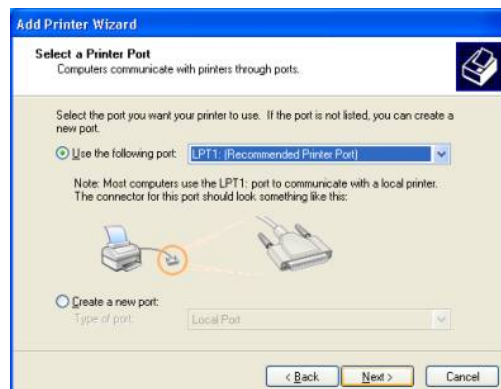 Add Printer Wizard
Select a Printer Port
Computers communicate with printers through ports.
Select the port you want your printer to use. If the port is not listed, you can create a
new port.
Use the following port: LPT1: (Recommended Printer Port)
Note: Most computers use the LPT1: port to communicate with a local printer.
The connector for this port should look something like this:
Create a new port:
Type of port: Local Port
< Back Next > Cancel